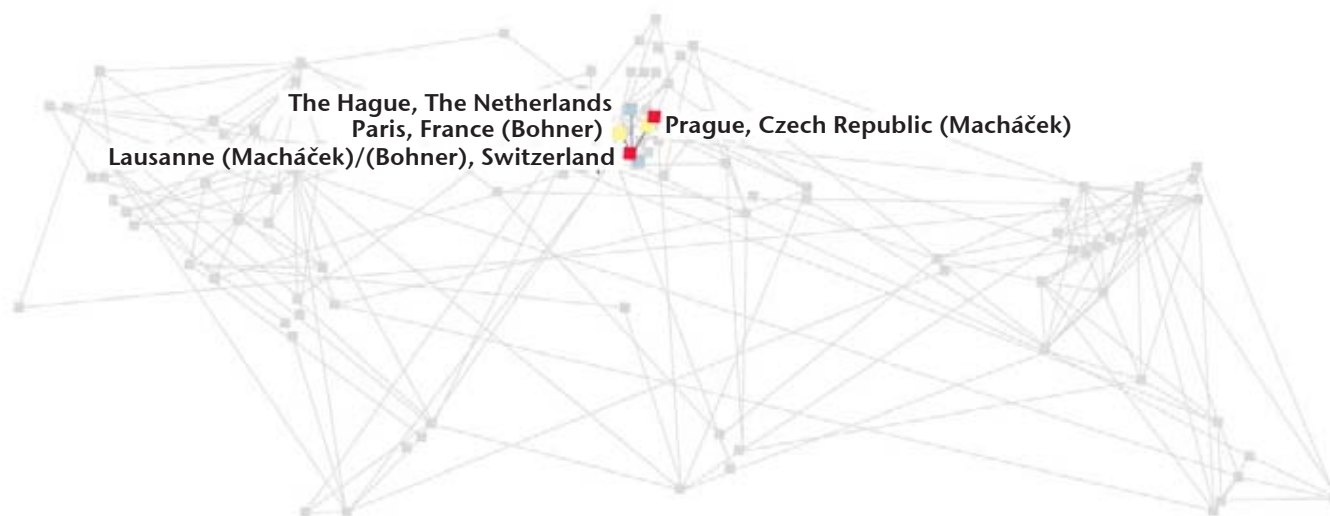 The Hague, The Netherlands
Paris, France (Bohner)
Prague, Czech Republic (Macháček)
Lausanne (Macháček)/(Bohner), Switzerland